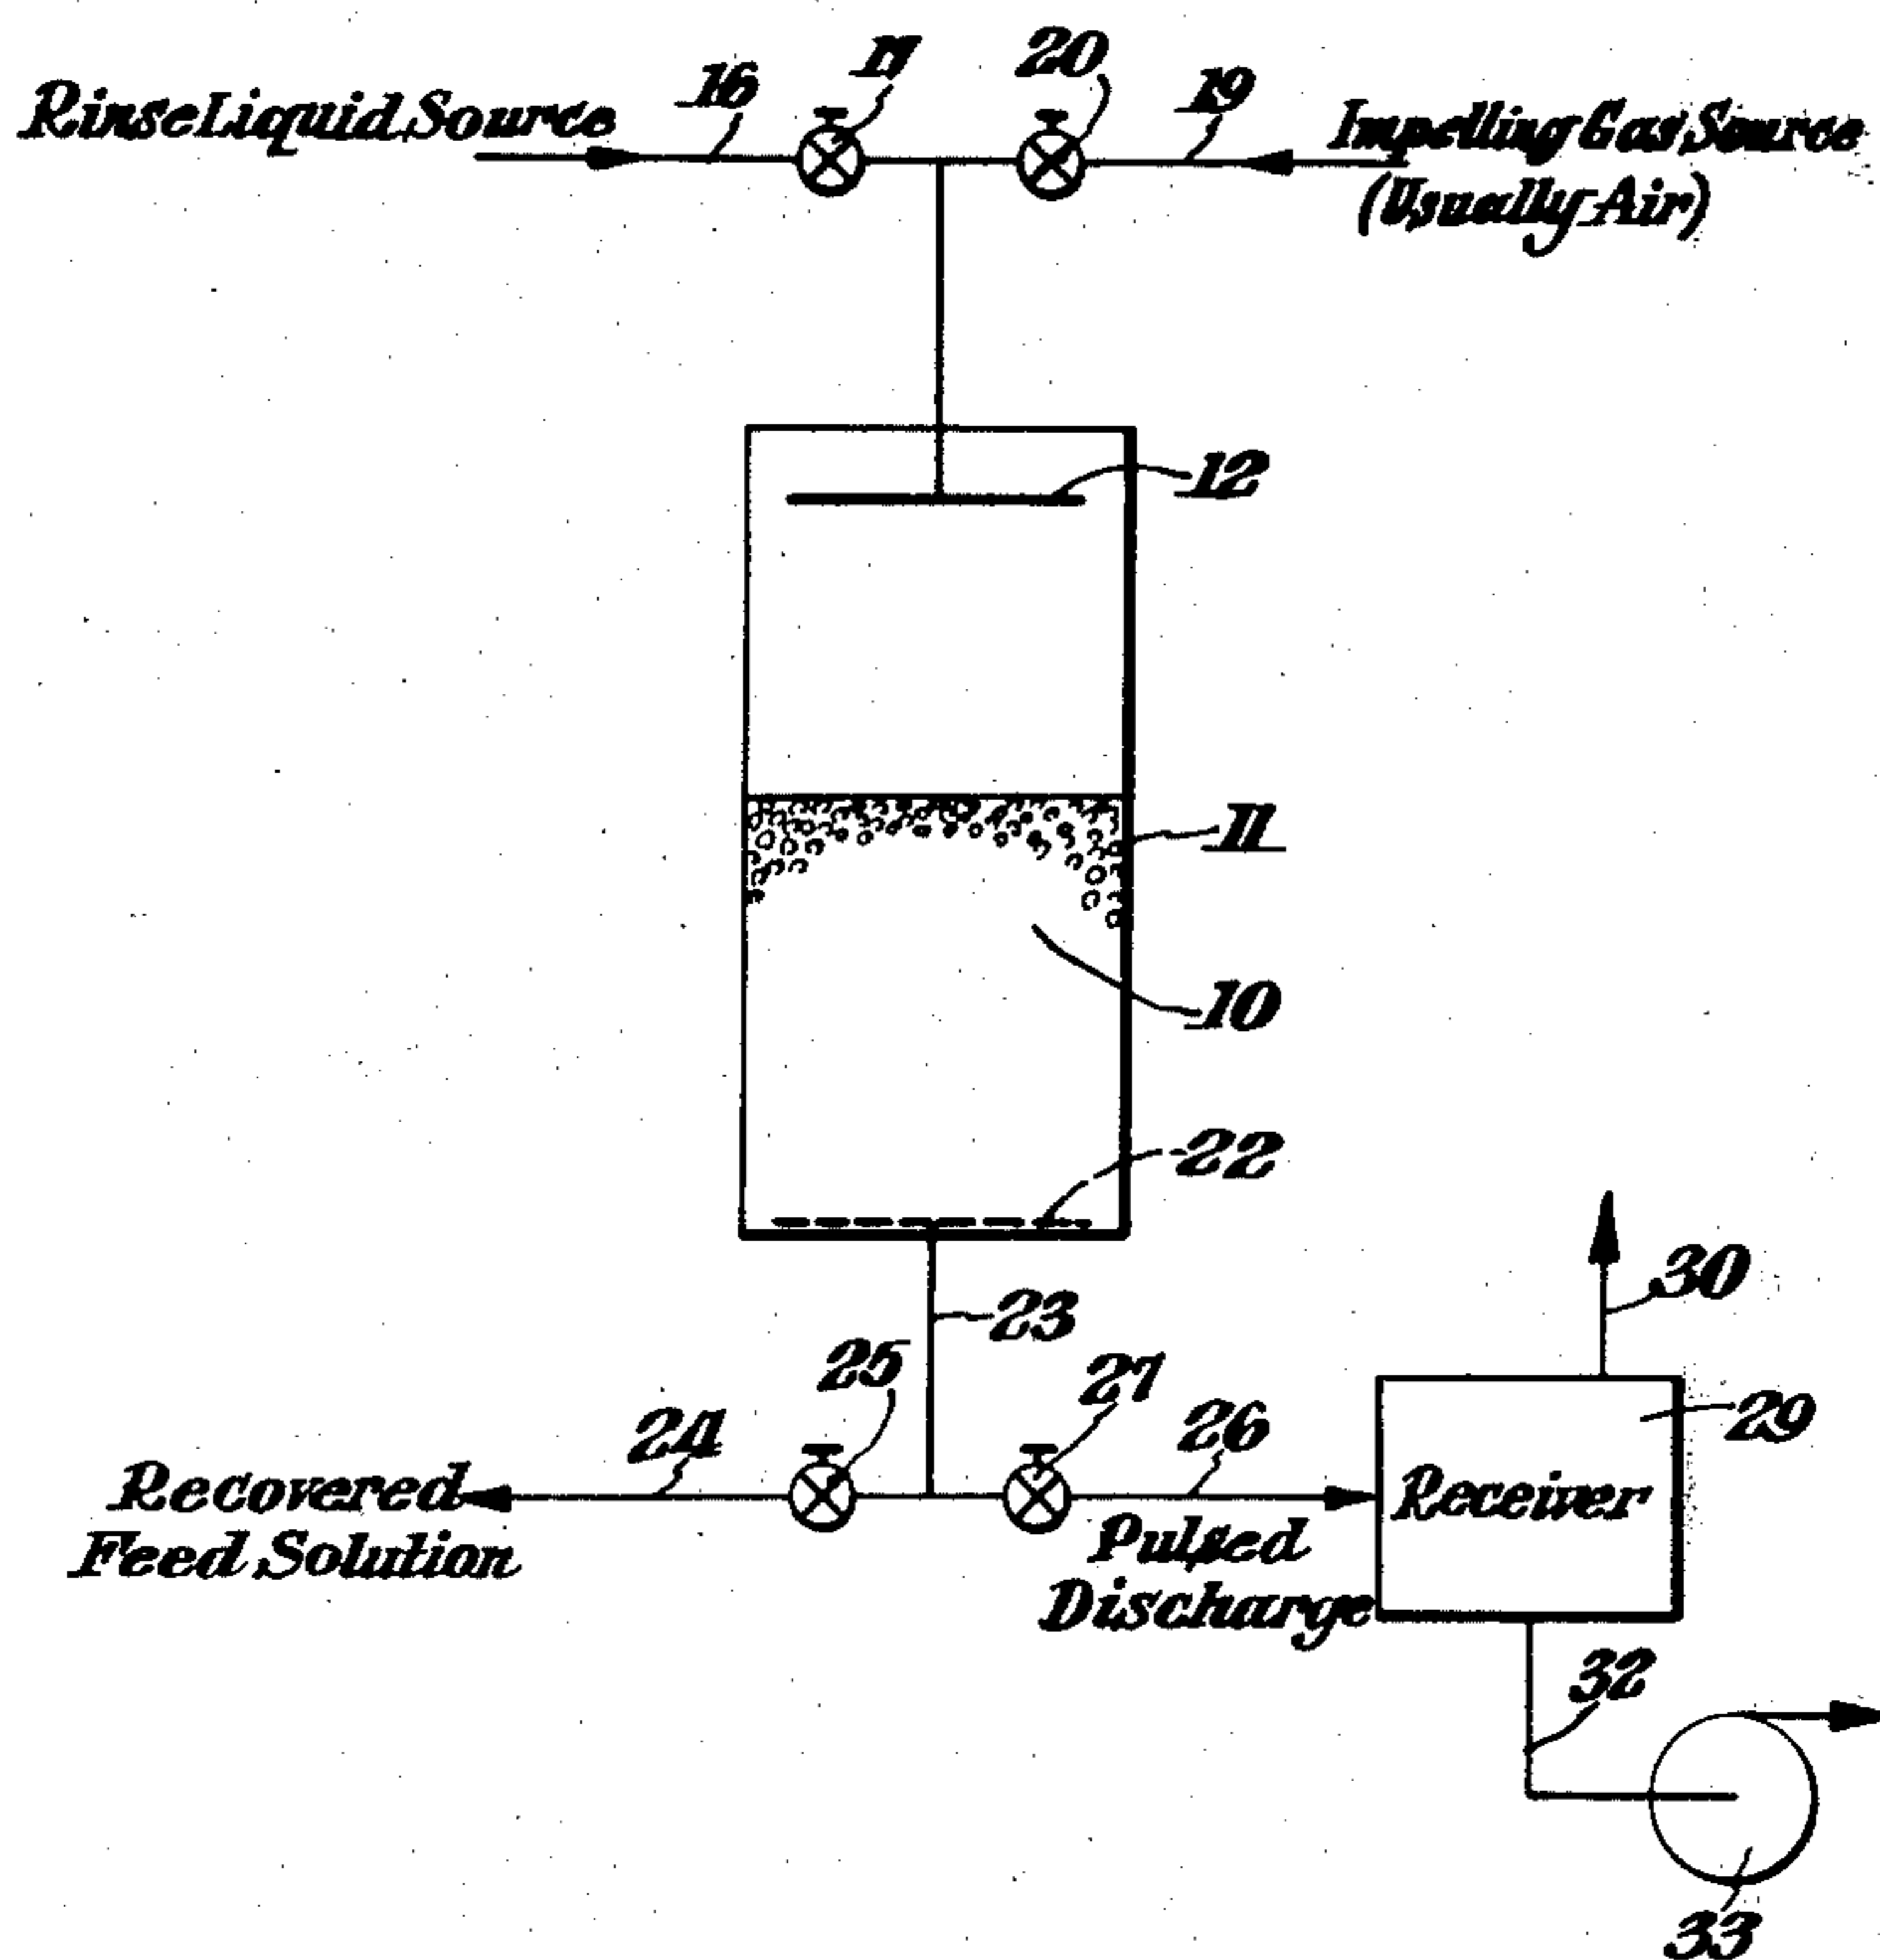 16
17
20
19
Rinse Liquid Source
Impelling Gas Source
(Usually Air)
12
11
10
22
23
30
25
27
24
26
29
Recovered
Feed Solution
Pulsed
Discharge
Receiver
32
33